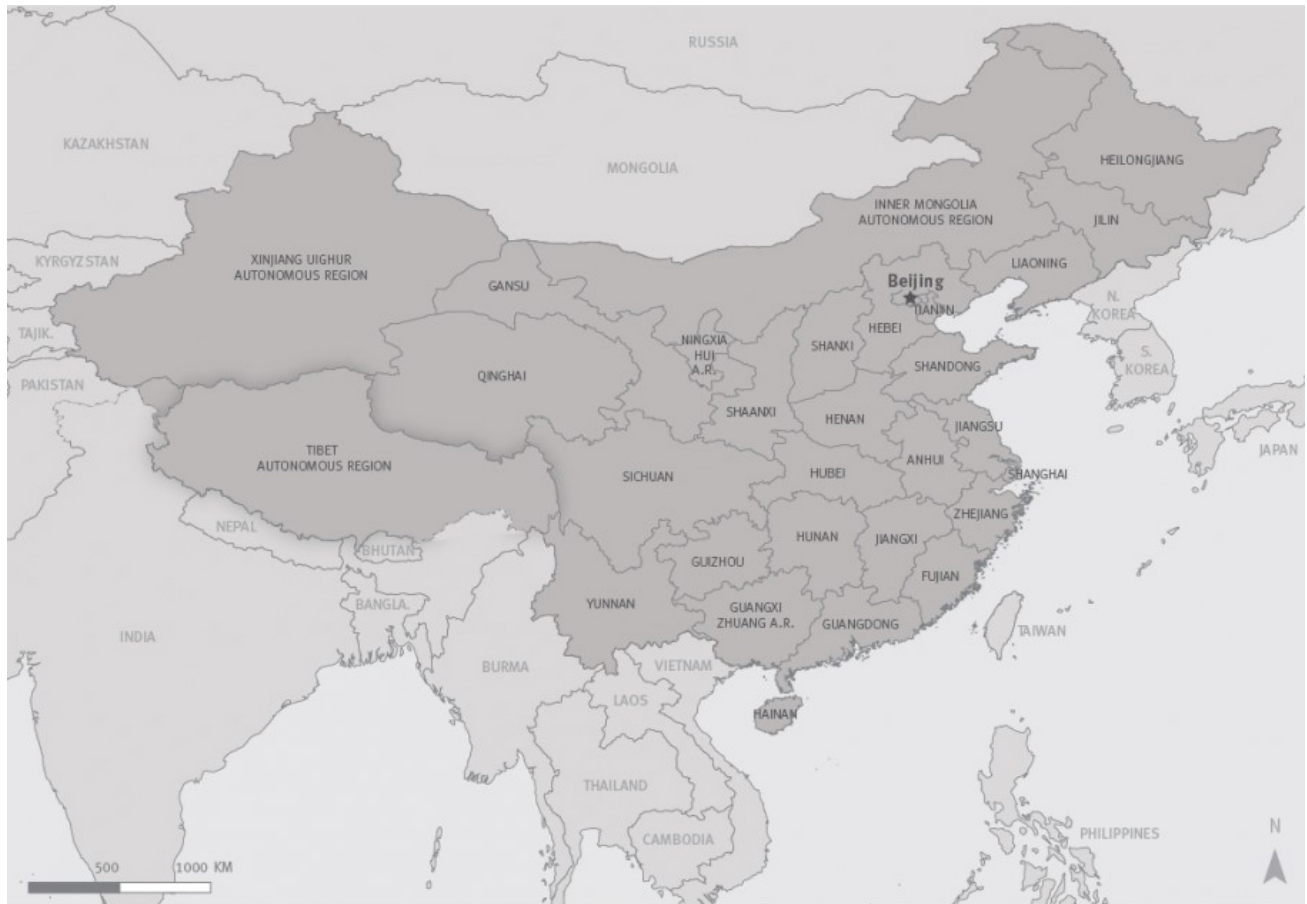 RUSSIA
KAZAKHSTAN
HEILONGJIANG
MONGOLIA
INNER MONGOLIA
AUTONOMOUS REGION
JILIN
KYRGYZSTAN
XINJIANG UIGHUR
AUTONOMOUS REGION
LIAONING
GANSU
Beijing
TIANJIN
N.
KOREA
TAJIK.
HEBEI
NINGXIA
HUI
A.R.
SHANXI
S.
KOREA
SHANDONG
PAKISTAN
QINGHAI
SHAANXI
HENAN
JIANGSU
JAPAN
TIBET
AUTONOMOUS REGION
ANHUI
SICHUAN
HUBEI
SHANGHAI
ZHEJIANG
NEPAL
HUNAN
JIANGXI
BHUTAN
GUIZHOU
FUJIAN
BANGLA.
YUNNAN
GUANGXI
ZHUANG A.R.
GUANGDONG
INDIA
TAIWAN
BURMA
VIETNAM
LAOS
HAINAN
THAILAND
CAMBODIA
PHILIPPINES
N
500
1000 KM